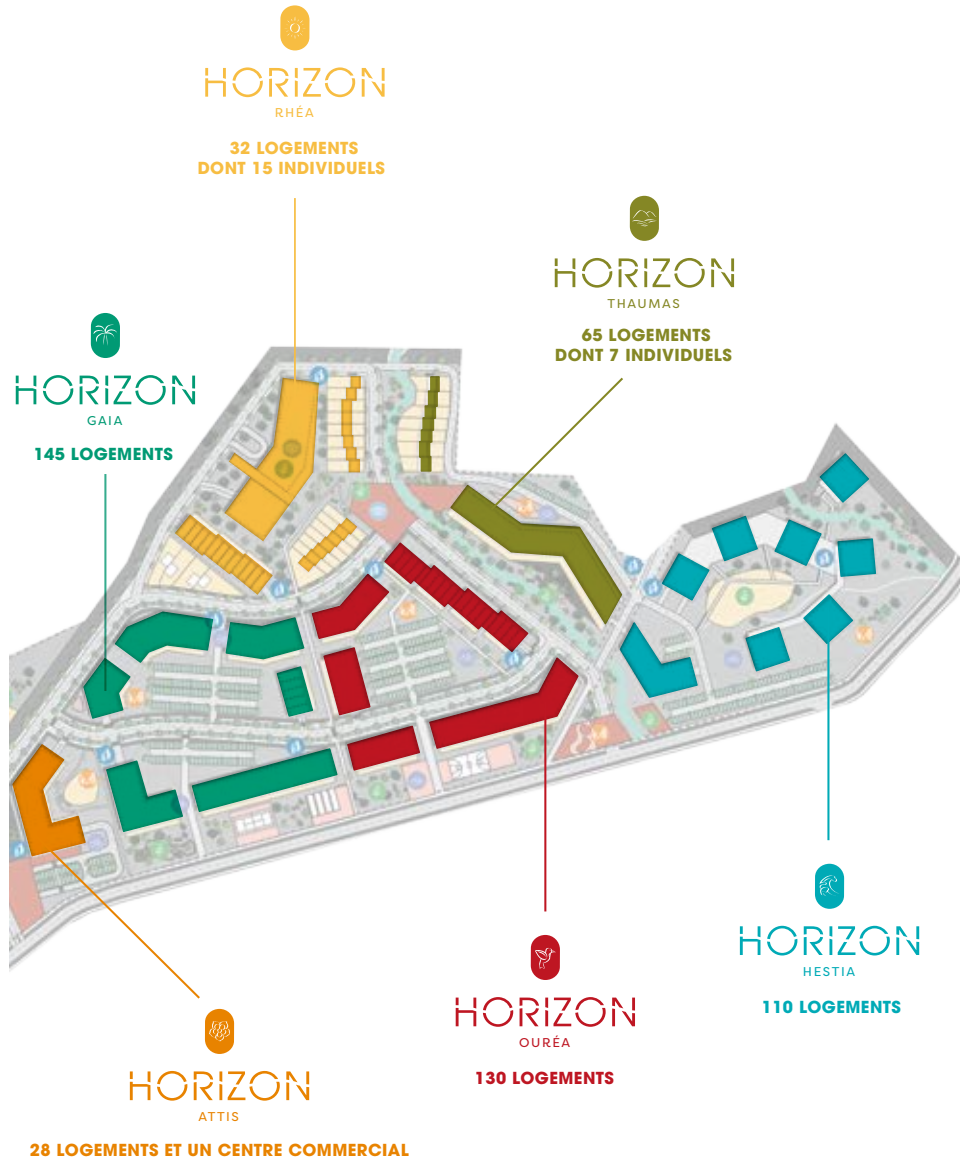 HORIZON
RHÉA
32 LOGEMENTS
DONT 15 INDIVIDUELS
HORIZON
THAUMAS
65 LOGEMENTS
DONT 7 INDIVIDUELS
HORIZON
GAIA
145 LOGEMENTS
HORIZON
HESTIA
110 LOGEMENTS
HORIZON
OURÉA
130 LOGEMENTS
HORIZON
ATTIS
28 LOGEMENTS ET UN CENTRE COMMERCIAL